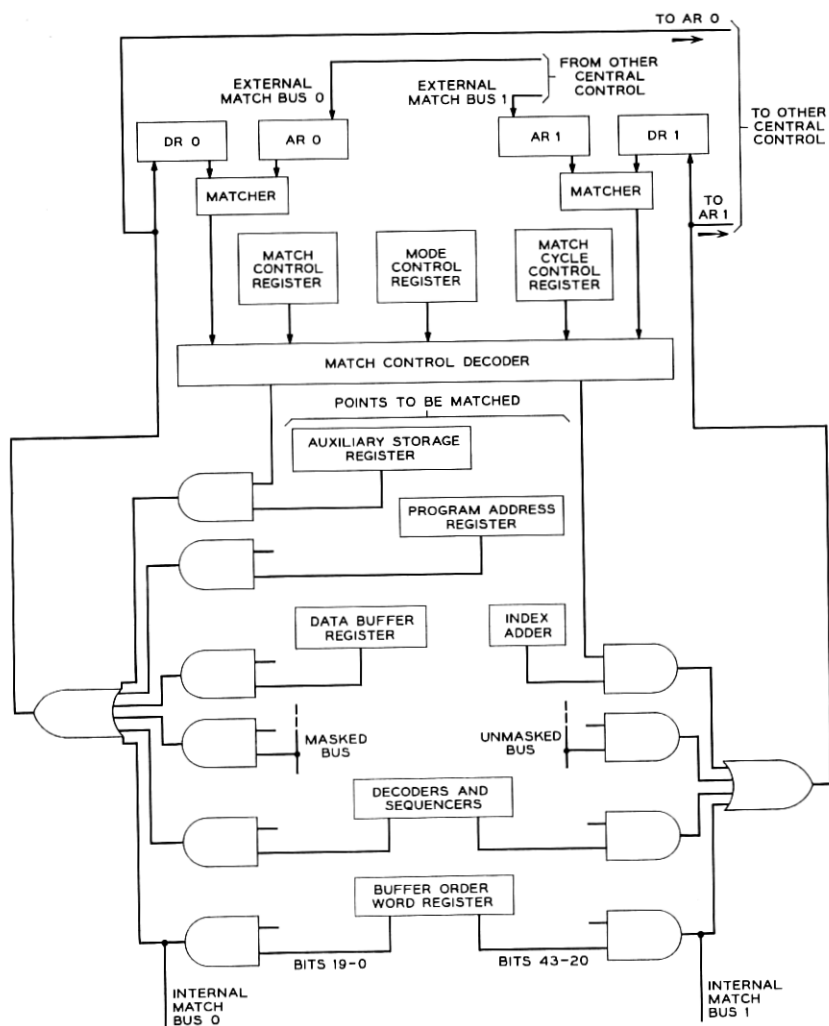 TO AR 0
FROM OTHER
CENTRAL
CONTROL
EXTERNAL
MATCH BUS 0
EXTERNAL
MATCH BUS 1
TO OTHER
CENTRAL
CONTROL
DR 0
AR 0
AR 1
DR 1
MATCHER
MATCHER
TO
AR 1
MATCH
CONTROL
REGISTER
MODE
CONTROL
REGISTER
MATCH
CYCLE
CONTROL
REGISTER
MATCH CONTROL DECODER
POINTS TO BE MATCHED
AUXILIARY STORAGE
REGISTER
PROGRAM ADDRESS
REGISTER
DATA BUFFER
REGISTER
INDEX
ADDER
MASKED
BUS
UNMASKED
BUS
DECODERS AND
SEQUENCERS
BUFFER ORDER
WORD REGISTER
BITS 19-0
BITS 43-20
INTERNAL
MATCH
BUS 0
INTERNAL
MATCH
BUS 1